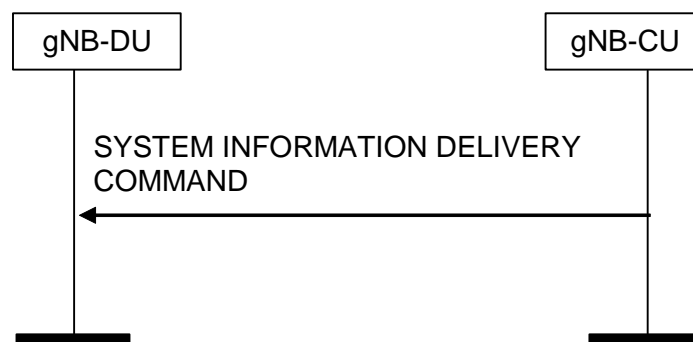 gNB-DU
gNB-CU
SYSTEM INFORMATION DELIVERY
COMMAND